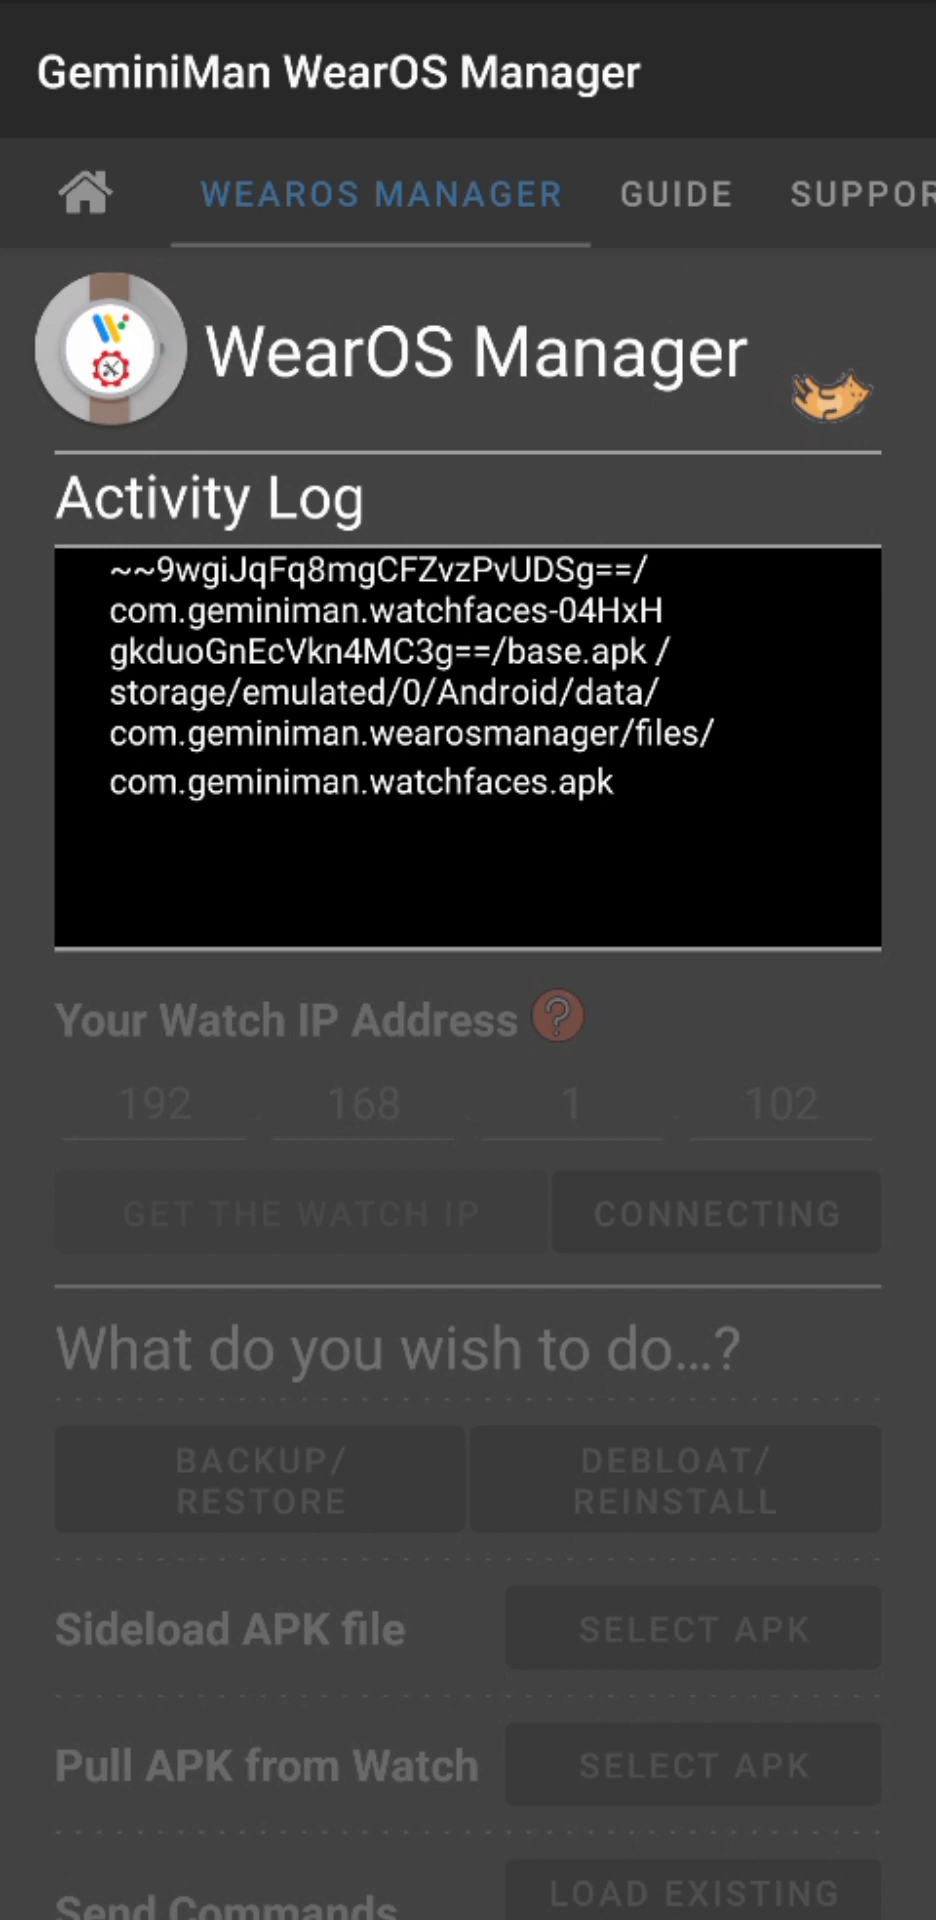 GeminiMan WearOS Manager
WEAROS MANAGER GUIDE SUPPOR
WearOS Manager
Activity Log
~~9wgiJqFq8mgCFZvzPvUDSg==/
com.geminiman.watchfaces-04HxH
gkduoGnEcVkn4MC3g==/base.apk /
storage/emulated/0/Android/data/
com.geminiman.wearosmanager/files/
com.geminiman.watchfaces.apk
Your Watch IP Address ?
192 . 168 . 1 . 102
GET THE WATCH IP CONNECTING
What do you wish to do...?
BACKUP/
RESTORE
DEBLOAT/
REINSTALL
Sideload APK file SELECT APK
Pull APK from Watch SELECT APK
Send Commands LOAD EXISTING